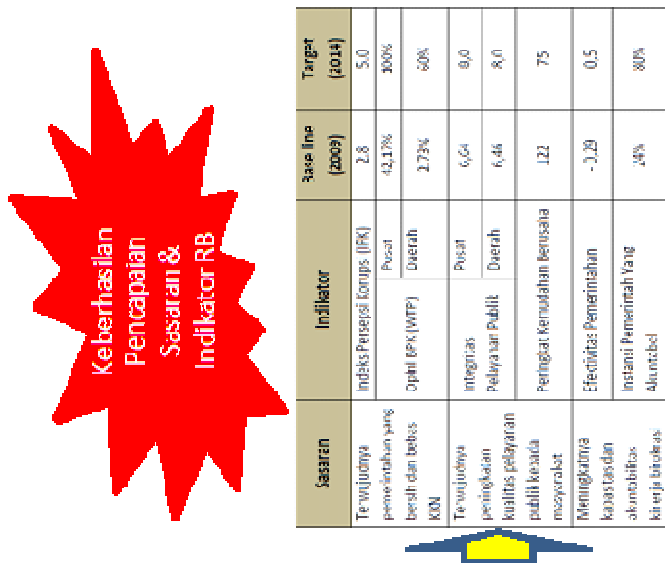 Keberhasilan
Pencapaian
Sasaran &
Indikator RB
Sasaran
Indikator
Base line
(2009)
Target
(2014)
Terwujudnya
pemerintahan yang
bersih dan bebas
KKN
Indeks Persepsi Korupsi (IPK)
2.8
5.0
Opini BPK (WTP)
Pusat
42,17%
100%
Daerah
2.73%
60%
Terwujudnya
peningkatan
kualitas pelayanan
publik kepada
masyarakat
Integritas
Pelayanan Publik
Pusat
6,64
8,0
Daerah
6,46
8,0
Peringkat Kemudahan Berusaha
122
75
Meningkatnya
kapasitas dan
akuntabilitas
kinerja birokrasi
Efektivitas Pemerintahan
- 0.29
0.5
Instansi Pemerintah Yang
Akuntabel
24%
80%